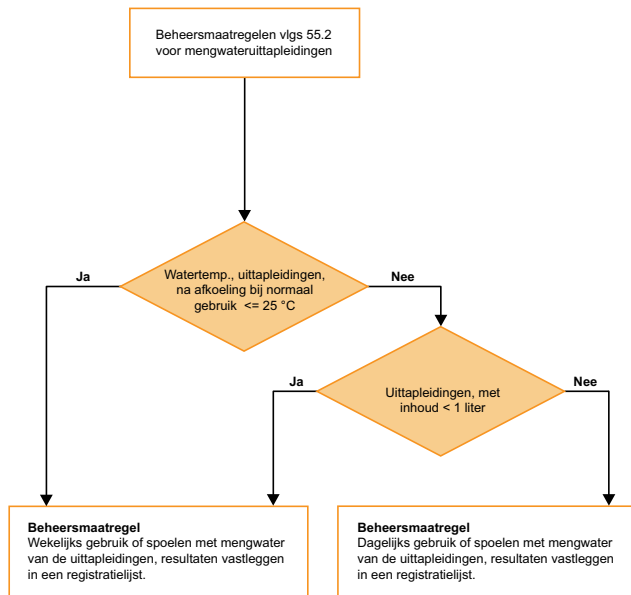 Beheersmaatregelen vlgs 55.2
voor mengwateruittapleidingen
Ja
Watertemp., uittapleidingen,
na afkoeling bij normaal
gebruik <= 25 °C
Nee
Ja
Uittapleidingen, met
inhoud < 1 liter
Nee
Beheersmaatregel
Wekelijks gebruik of spoelen met mengwater
van de uittapleidingen, resultaten vastleggen
in een registratielijst.
Beheersmaatregel
Dagelijks gebruik of spoelen met mengwater
van de uittapleidingen, resultaten vastleggen
in een registratielijst.